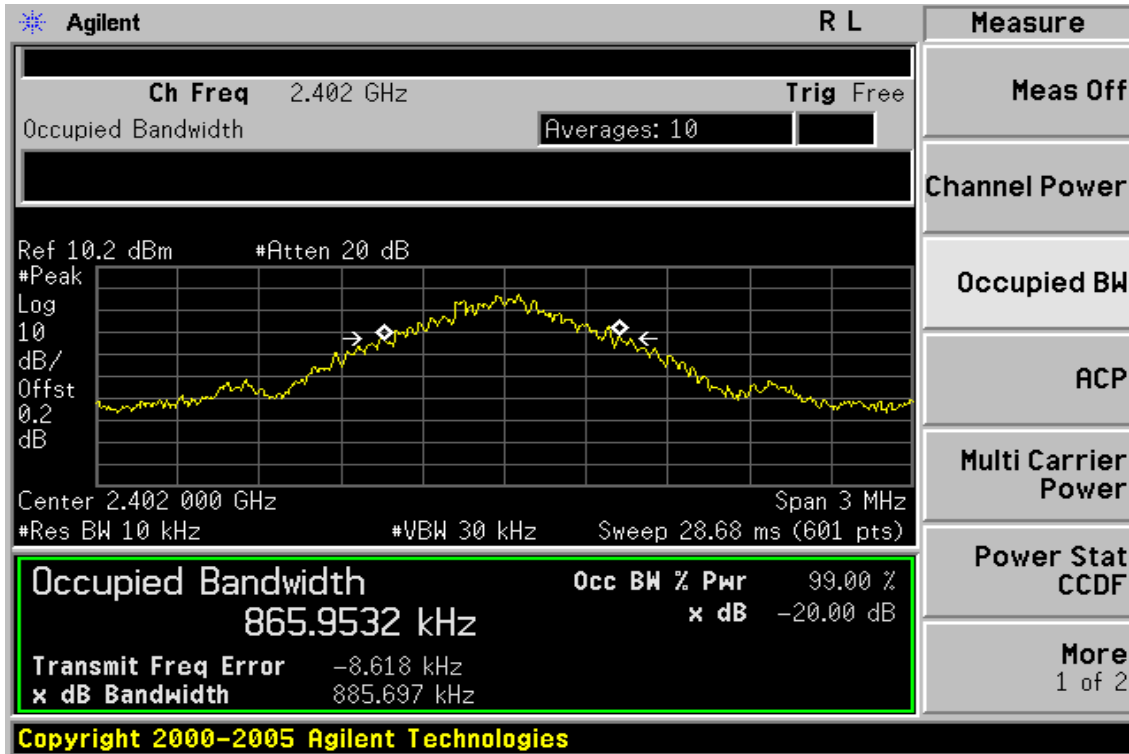 Agilent R L
Measure
Ch Freq 2.402 GHz Trig Free
Occupied Bandwidth Averages: 10
Meas Off
Channel Power
Occupied BW
ACP
Multi Carrier
Power
Power Stat
CCDF
More
1 of 2
Ref 10.2 dBm #Atten 20 dB
#Peak
Log
10
dB/
Offst
0.2
dB
Center 2.402 000 GHz Span 3 MHz
#Res BW 10 kHz #VBW 30 kHz Sweep 28.68 ms (601 pts)
Occupied Bandwidth Occ BW % Pwr 99.00 %
865.9532 kHz x dB -20.00 dB
Transmit Freq Error -8.618 kHz
x dB Bandwidth 885.697 kHz
Copyright 2000-2005 Agilent Technologies